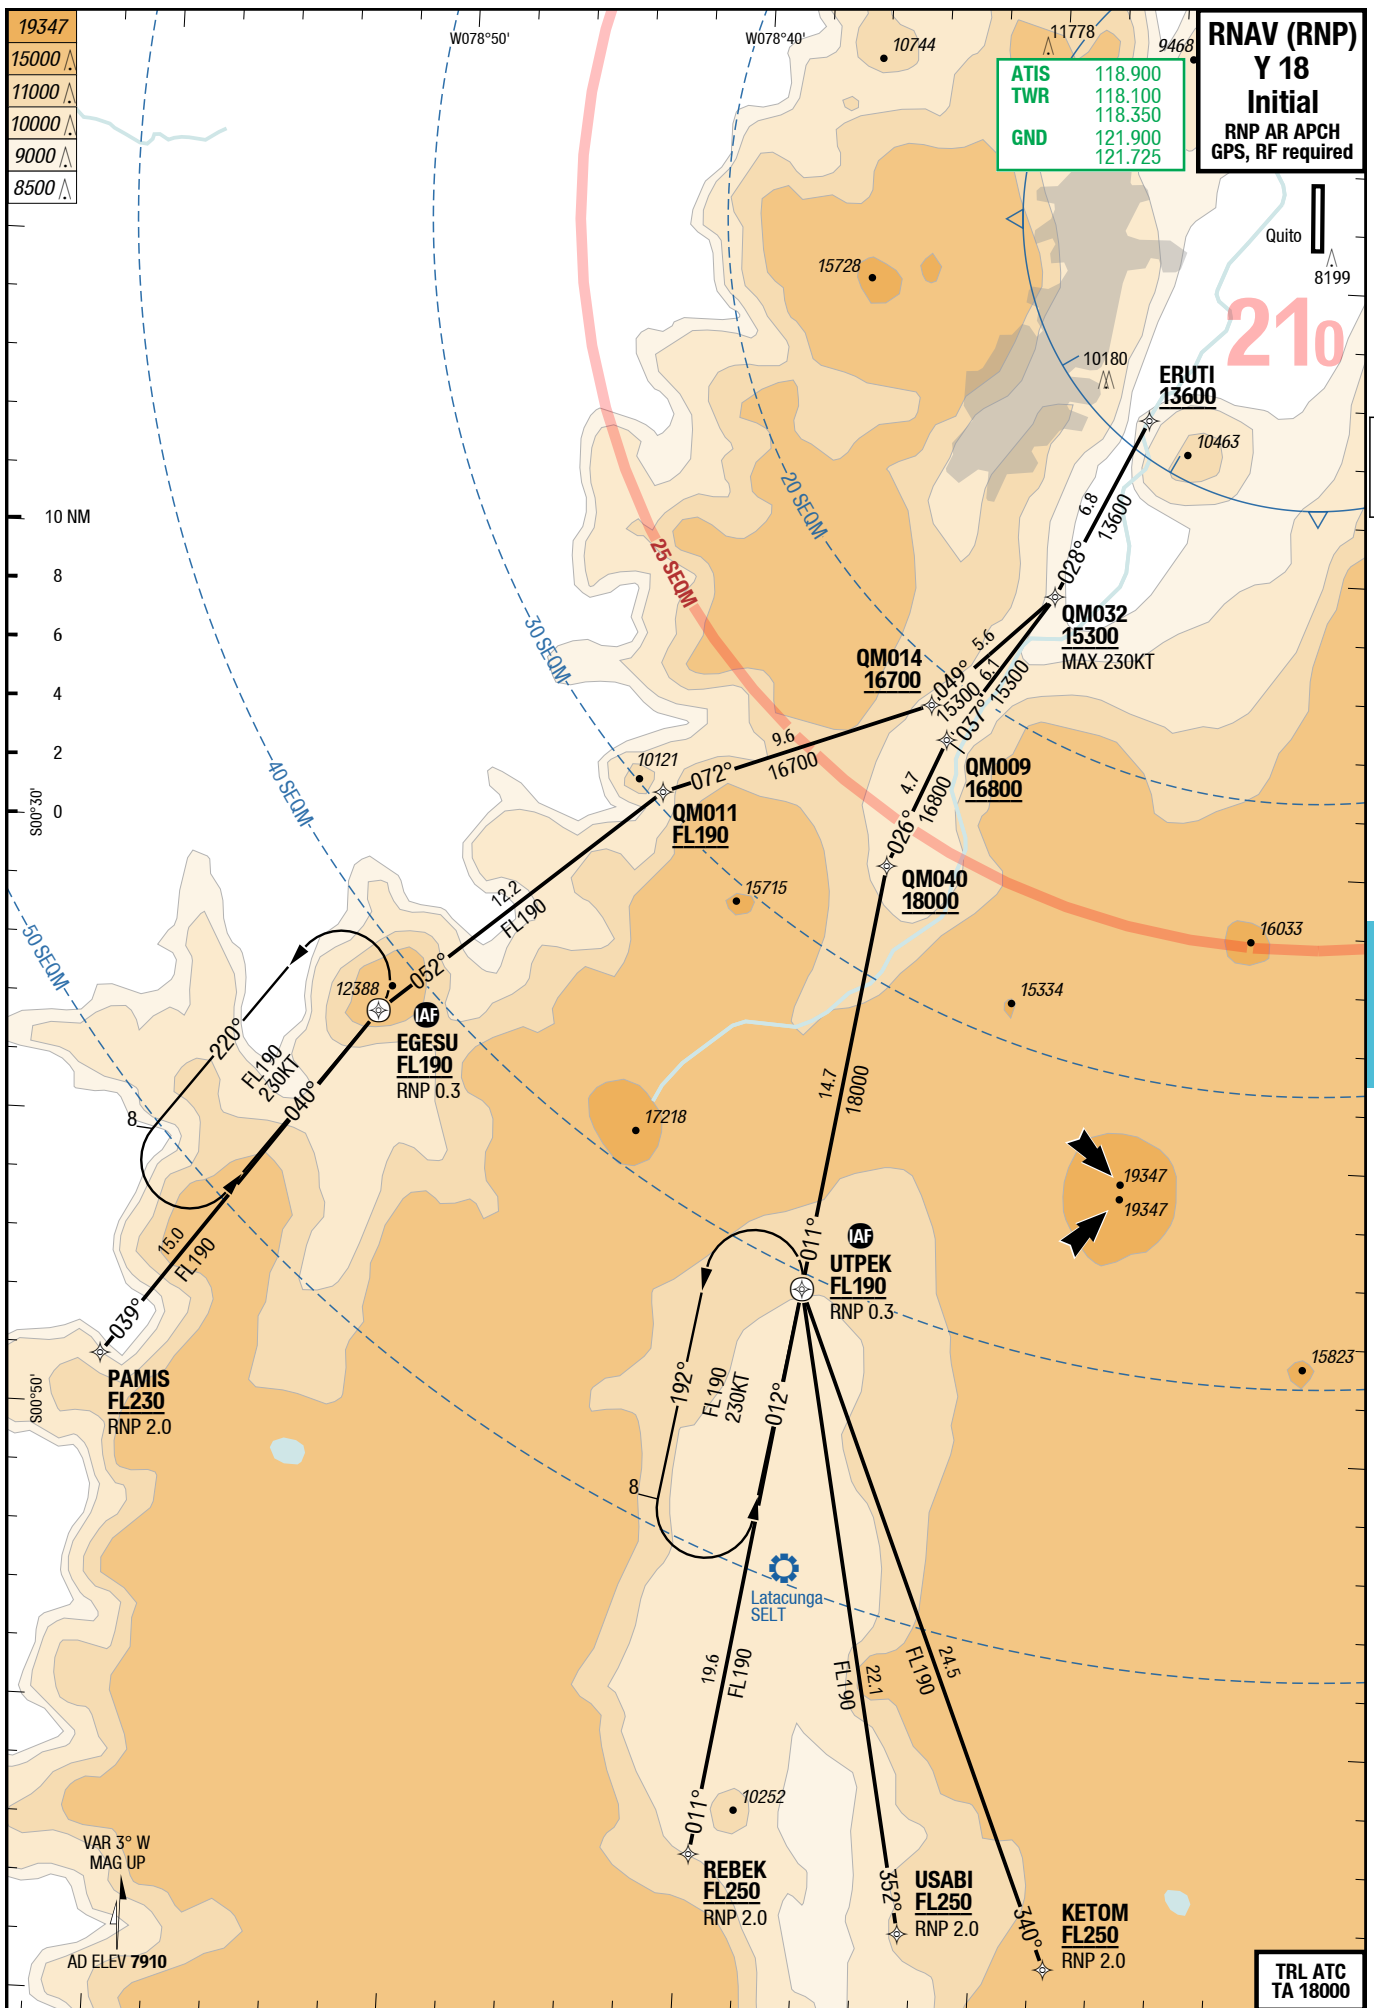 19347
15000
11000
10000
9000
8500
W078°50'
W078°40'
10744
11778
9468
RNAV (RNP)
Y 18
Initial
RNP AR APCH
GPS, RF required
ATIS 118.900
TWR 118.100
118.350
GND 121.900
121.725
Quito
8199
210
15728
10180
ERUTI
13600
10463
20 SEQM
6.8
13600
028°
10 NM
8
6
4
2
0
S00°30'
25 SEQM
30 SEQM
40 SEQM
50 SEQM
QM032
15300
MAX 230KT
QM014
16700
5.6
049°
15300
6.1
15300
037°
9.6
16700
072°
10121
QM011
FL190
QM009
16800
4.7
16800
026°
QM040
18000
15715
16033
12.2
FL190
052°
12388
IAF
EGESU
FL190
RNP 0.3
15334
220°
FL190
230KT
040°
8
17218
14.7
18000
19347
19347
15.0
FL190
039°
011°
IAF
UTPEK
FL190
RNP 0.3
PAMIS
FL230
RNP 2.0
S00°50'
15823
192°
FL190
230KT
012°
8
Latacunga
SELT
19.6
FL190
22.1
FL190
24.5
FL190
10252
011°
REBEK
FL250
RNP 2.0
352°
USABI
FL250
RNP 2.0
340°
KETOM
FL250
RNP 2.0
VAR 3° W
MAG UP
AD ELEV 7910
TRL ATC
TA 18000